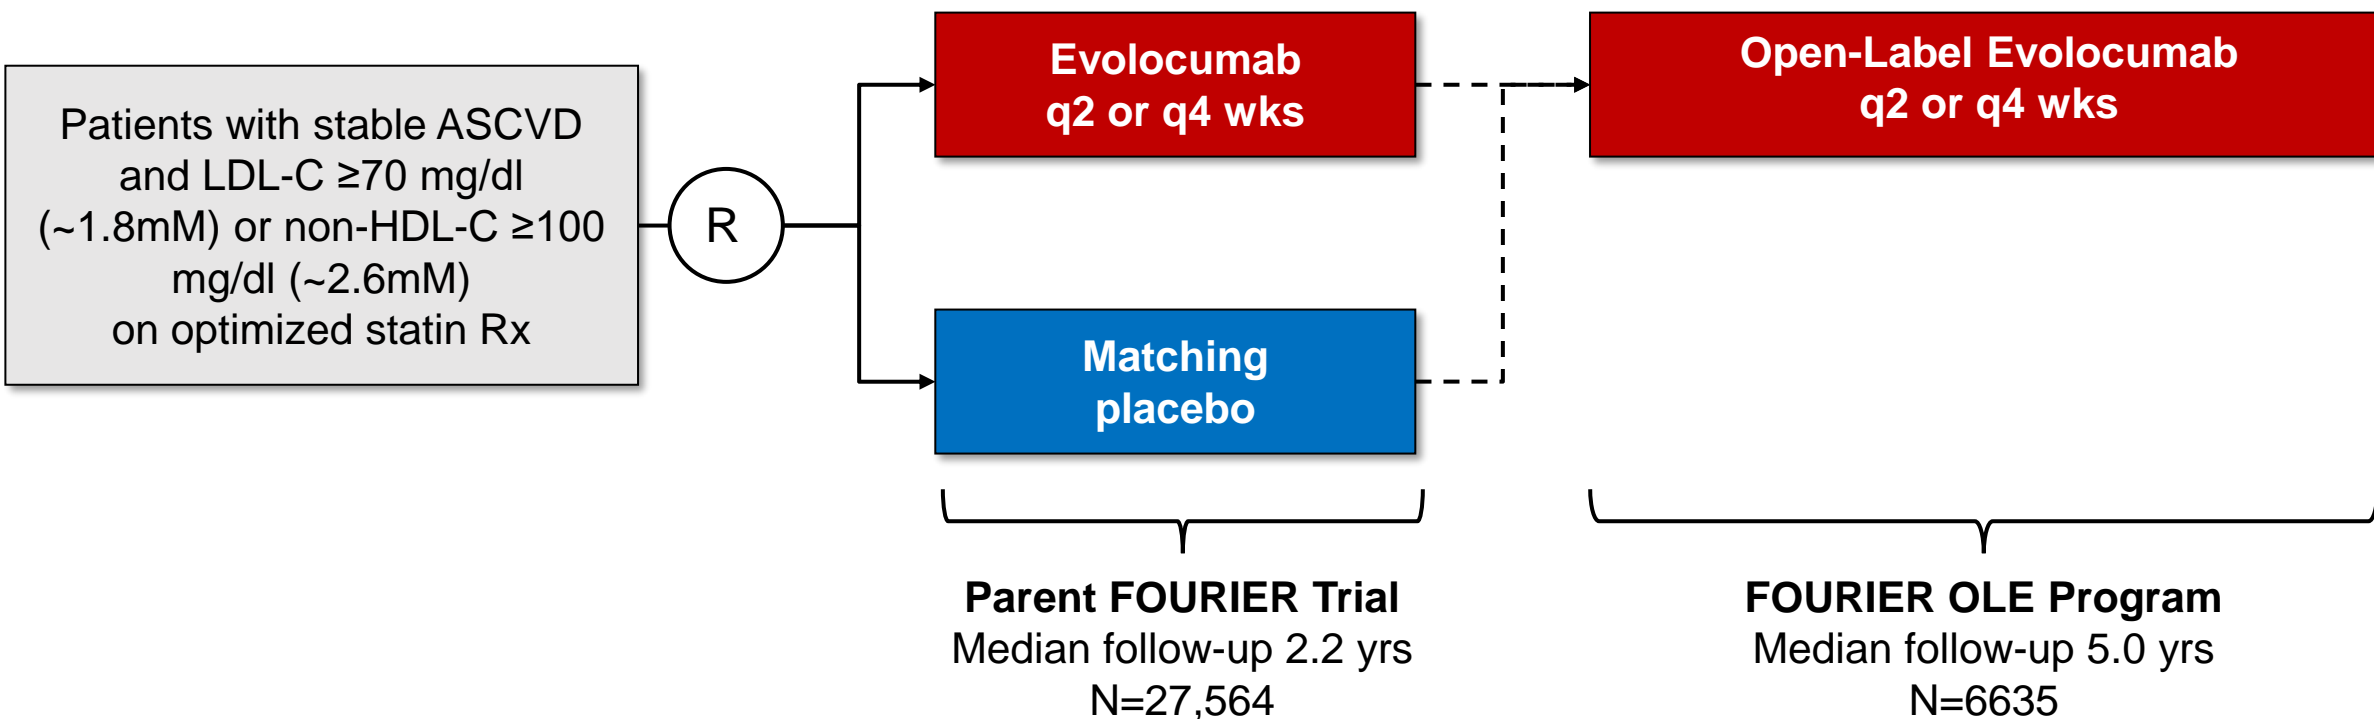 Patients with stable ASCVD
and LDL-C ≥70 mg/dl
(~1.8mM) or non-HDL-C ≥100
mg/dl (~2.6mM)
on optimized statin Rx
R
Evolocumab
q2 or q4 wks
Matching
placebo
Open-Label Evolocumab
q2 or q4 wks
Parent FOURIER Trial
Median follow-up 2.2 yrs
N=27,564
FOURIER OLE Program
Median follow-up 5.0 yrs
N=6635